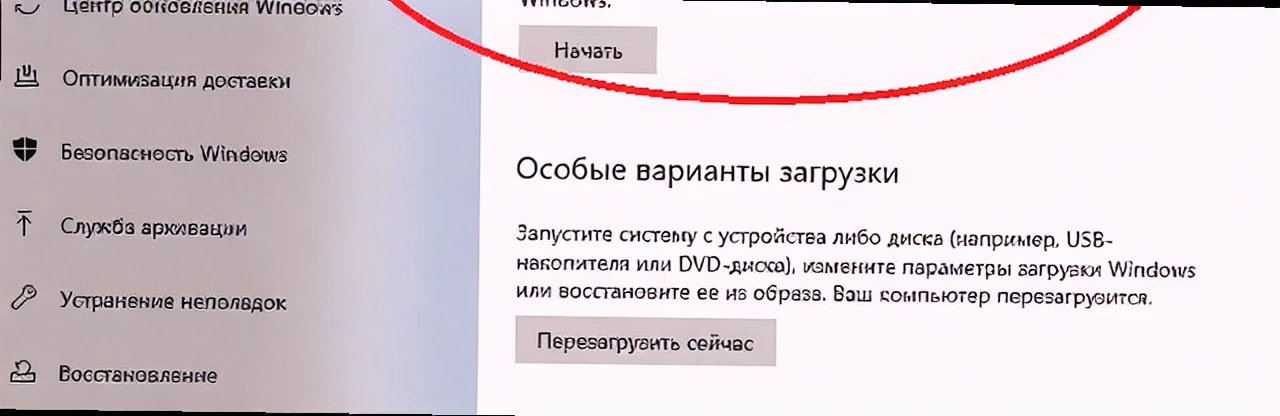 Центр обновления Windows
Оптимизация доставки
Безопасность Windows
Служба архивации
Устранение неполадок
Восстановление
Windows.
Начать
Особые варианты загрузки
Запустите систему с устройства либо диска (например, USB-
накопителя или DVD-диска), измените параметры загрузки Windows
или восстановите ее из образа. Ваш компьютер перезагрузится.
Перезагрузить сейчас